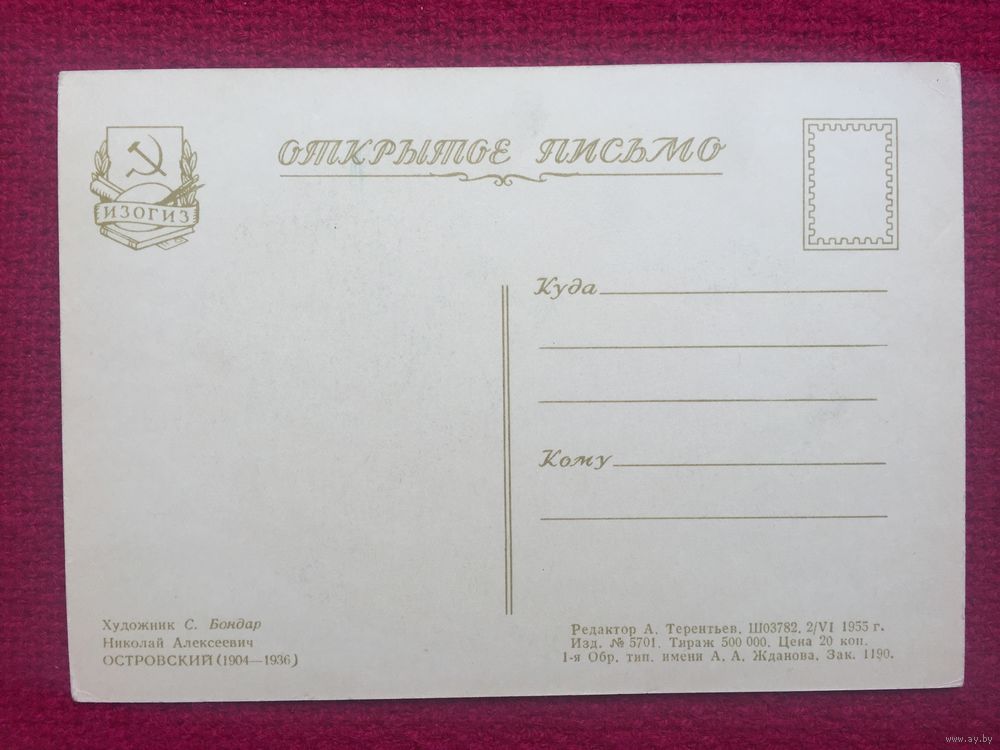 ОТКРЫТОЕ ПИСЬМО
ИЗОГИЗ
Куда
Кому
Художник С. Бондар
Николай Алексеевич
ОСТРОВСКИЙ (1904—1936)
Редактор А. Терентьев. Ш03782. 2/VI 1955 г.
Изд. № 5701. Тираж 500 000. Цена 20 коп.
1-я Обр. тип. имени А. А. Жданова. Зак. 1190.
www.ay.by